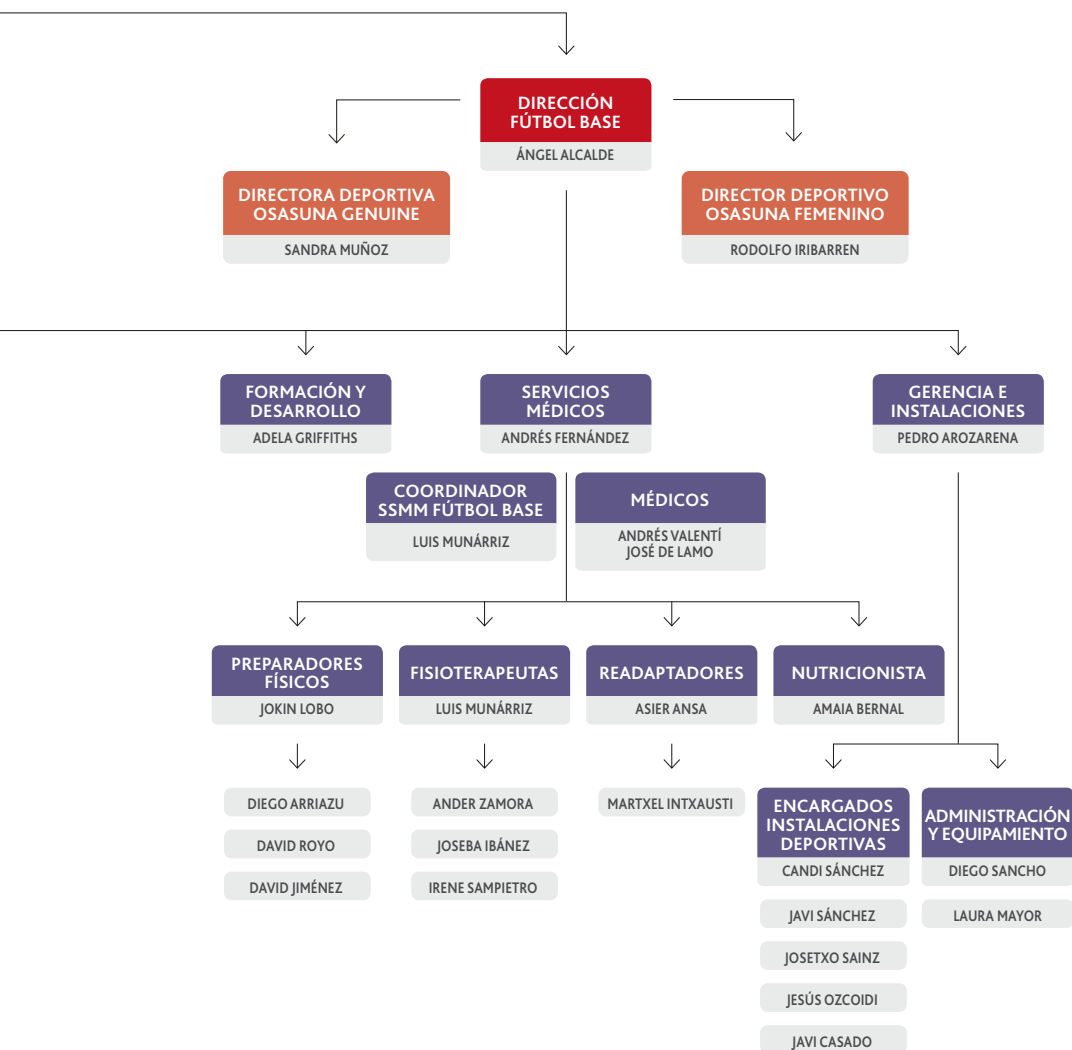 DIRECCIÓN
FÚTBOL BASE
ÁNGEL ALCALDE
DIRECTORA DEPORTIVA
OSASUNA GENUINE
SANDRA MUÑOZ
DIRECTOR DEPORTIVO
OSASUNA FEMENINO
RODOLFO IRIBARREN
FORMACIÓN Y
DESARROLLO
ADELA GRIFFITHS
SERVICIOS
MÉDICOS
ANDRÉS FERNÁNDEZ
GERENCIA E
INSTALACIONES
PEDRO AROZARENA
COORDINADOR
SSMM FÚTBOL BASE
LUIS MUNÁRRIZ
MÉDICOS
ANDRÉS VALENTÍ
JOSÉ DE LAMO
PREPARADORES
FÍSICOS
JOKIN LOBO
FISIOTERAPEUTAS
LUIS MUNÁRRIZ
READAPTADORES
ASIER ANSA
NUTRICIONISTA
AMAIA BERNAL
DIEGO ARRIAZU
DAVID ROYO
DAVID JIMÉNEZ
ANDER ZAMORA
JOSEBA IBÁNEZ
IRENE SAMPIETRO
MARTXEL INTXAUSTI
ENCARGADOS
INSTALACIONES
DEPORTIVAS
CANDI SÁNCHEZ
JAVI SÁNCHEZ
JOSETXO SAINZ
JESÚS OZCOIDI
JAVI CASADO
ADMINISTRACIÓN
Y EQUIPAMIENTO
DIEGO SANCHO
LAURA MAYOR